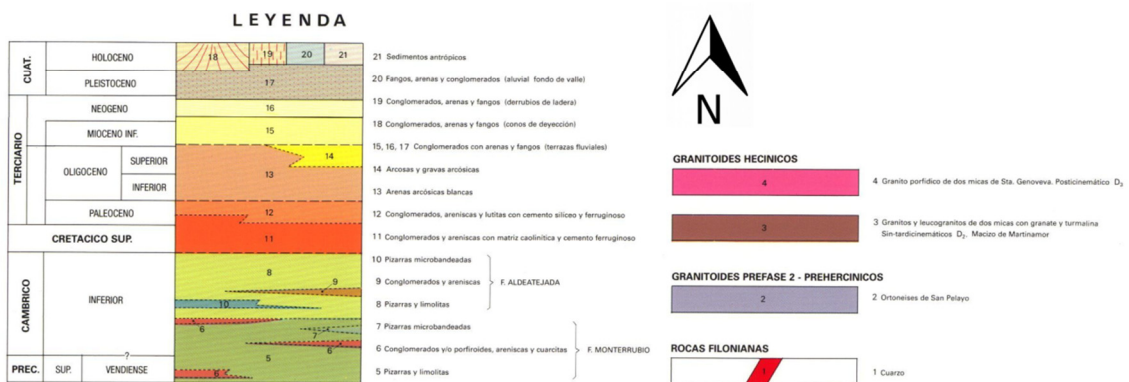 LEYENDA
CUAT.
HOLOCENO
PLEISTOCENO
TERCIARIO
NEOGENO
MIOCENO INF.
OLIGOCENO
SUPERIOR
INFERIOR
PALEOCENO
CRETACICO SUP.
CAMBRICO
INFERIOR
PREC.
SUP.
?
VENDIENSE
18
19
20
21
17
16
15
14
13
12
11
8
9
10
6
7
6
5
6
21 Sedimentos antrópicos
20 Fangos, arenas y conglomerados (aluvial fondo de valle)
19 Conglomerados, arenas y fangos (derrubios de ladera)
18 Conglomerados, arenas y fangos (conos de deyección)
15, 16, 17 Conglomerados con arenas y fangos (terrazas fluviales)
14 Arcosas y gravas arcósicas
13 Arenas arcósicas blancas
12 Conglomerados, areniscas y lutitas con cemento silíceo y ferruginoso
11 Conglomerados y areniscas con matriz caolinítica y cemento ferruginoso
10 Pizarras microbandeadas
9 Conglomerados y areniscas
8 Pizarras y limolitas
F. ALDEATEJADA
7 Pizarras microbandeadas
6 Conglomerados y/o porfiroides, areniscas y cuarcitas
5 Pizarras y limolitas
F. MONTERRUBIO
N
GRANITOIDES HECINICOS
4
4 Granito porfídico de dos micas de Sta. Genoveva. Posticinemático D₂
3
3 Granitos y leucogranitos de dos micas con granate y turmalina
Sin-tardicinemáticos D₂, Macizo de Martinamor
GRANITOIDES PREFASE 2 - PREHERCINICOS
2
2 Ortoneises de San Pelayo
ROCAS FILONIANAS
1
1 Cuarzo